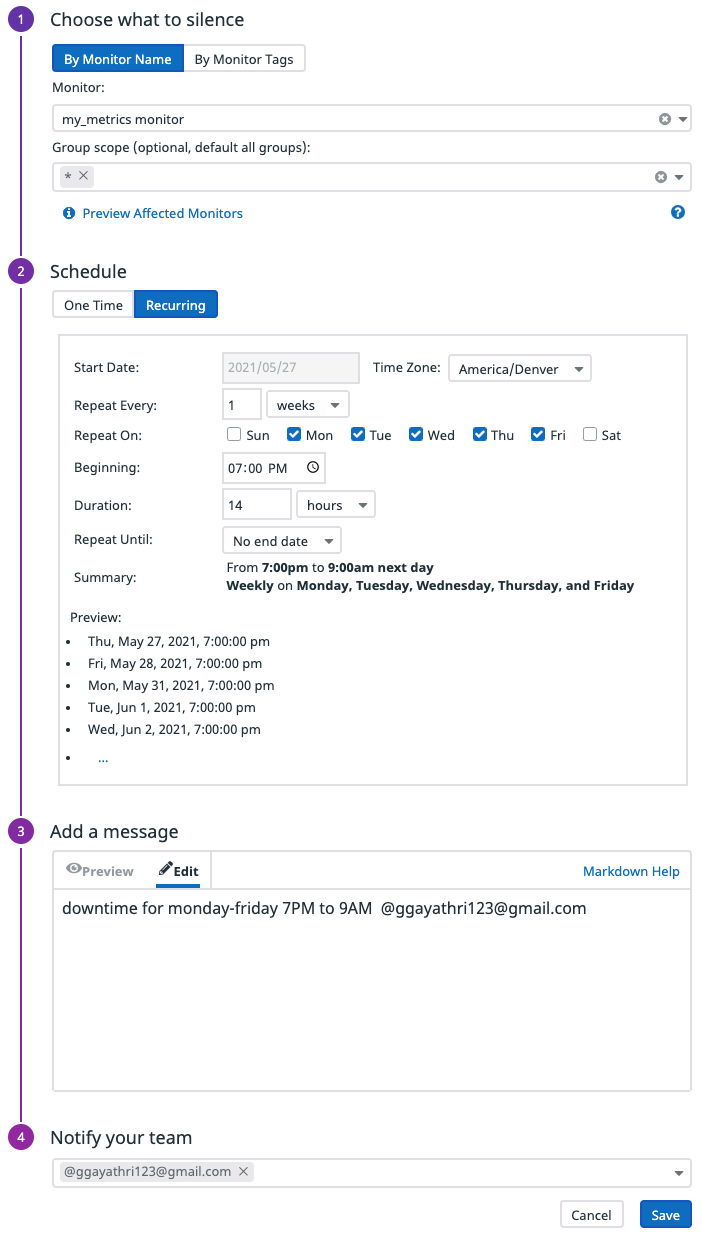 1 Choose what to silence
By Monitor Name By Monitor Tags
Monitor:
my_metrics monitor
Group scope (optional, default all groups):
* ×
Preview Affected Monitors
2 Schedule
One Time Recurring
Start Date: 2021/05/27 Time Zone: America/Denver
Repeat Every: 1 weeks
Repeat On: Sun Mon Tue Wed Thu Fri Sat
Beginning: 07:00 PM
Duration: 14 hours
Repeat Until: No end date
Summary: From 7:00pm to 9:00am next day
Weekly on Monday, Tuesday, Wednesday, Thursday, and Friday
Preview:
• Thu, May 27, 2021, 7:00:00 pm
• Fri, May 28, 2021, 7:00:00 pm
• Mon, May 31, 2021, 7:00:00 pm
• Tue, Jun 1, 2021, 7:00:00 pm
• Wed, Jun 2, 2021, 7:00:00 pm
• ...
3 Add a message
Preview Edit Markdown Help
downtime for monday-friday 7PM to 9AM @ggayathri123@gmail.com
4 Notify your team
@ggayathri123@gmail.com ×
Cancel Save